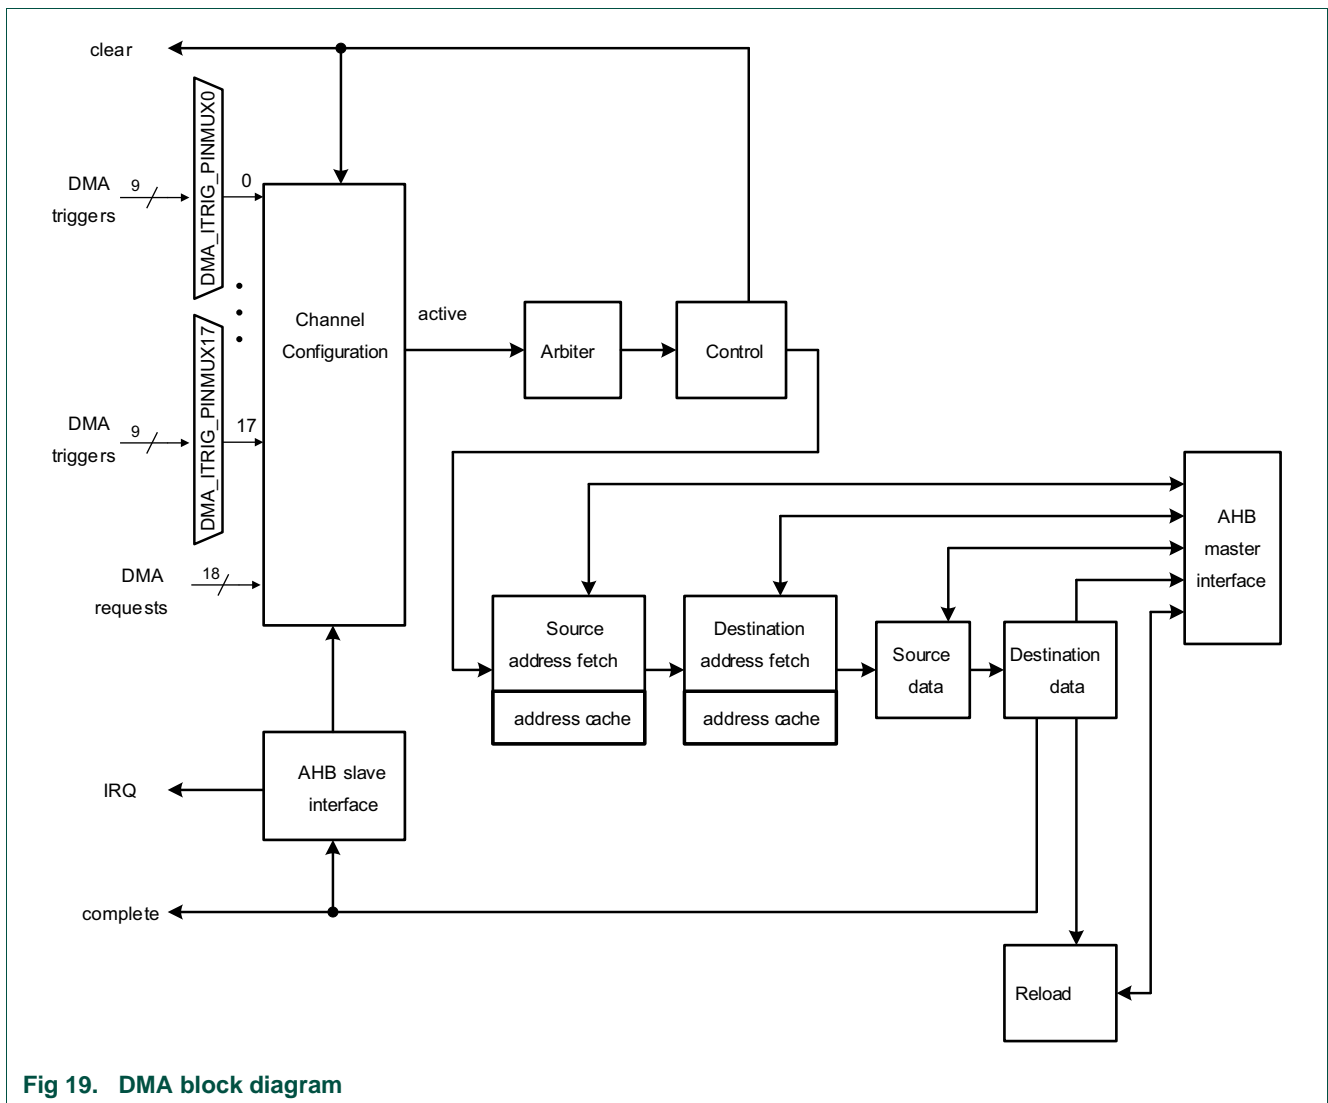 clear
DMA_ITRIG_PINMUX0
DMA
triggers
9
0
Channel
Configuration
active
Arbiter
Control
DMA_ITRIG_PINMUX17
DMA
triggers
9
17
AHB
master
interface
DMA
requests
18
Source
address fetch
address cache
Destination
address fetch
address cache
Source
data
Destination
data
AHB slave
interface
IRQ
complete
Reload
Fig 19. DMA block diagram